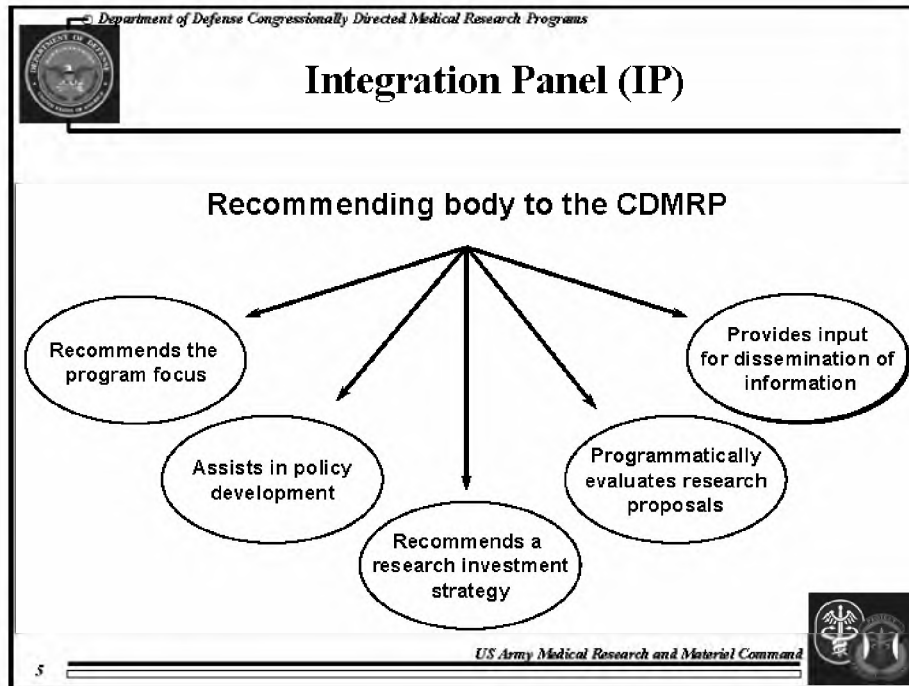 Department of Defense Congressionally Directed Medical Research Programs
Integration Panel (IP)
Recommending body to the CDMRP
Recommends the
program focus
Assists in policy
development
Recommends a
research investment
strategy
Programmatically
evaluates research
proposals
Provides input
for dissemination of
information
US Army Medical Research and Materiel Command
5